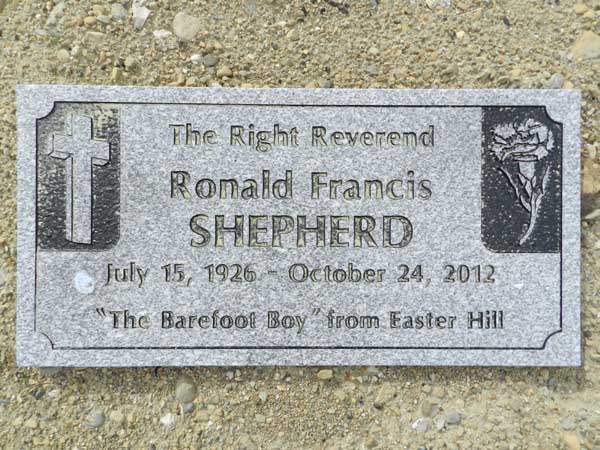 The Right Reverend
Ronald Francis
SHEPHERD
July 15, 1926 - October 24, 2012
"The Barefoot Boy" from Easter Hill